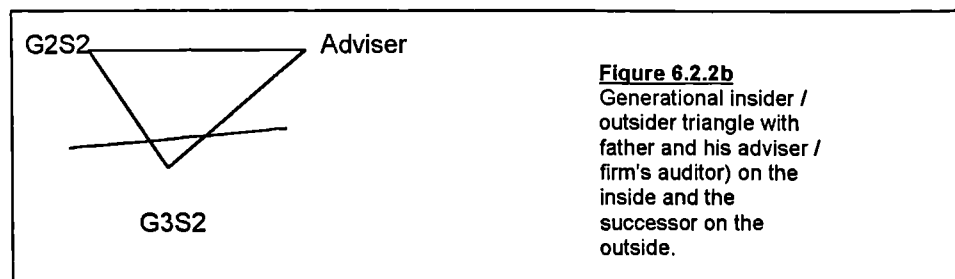 G2S2 Adviser
Figure 6.2.2b
Generational insider /
outsider triangle with
father and his adviser /
firm's auditor) on the
inside and the
successor on the
outside.
G3S2